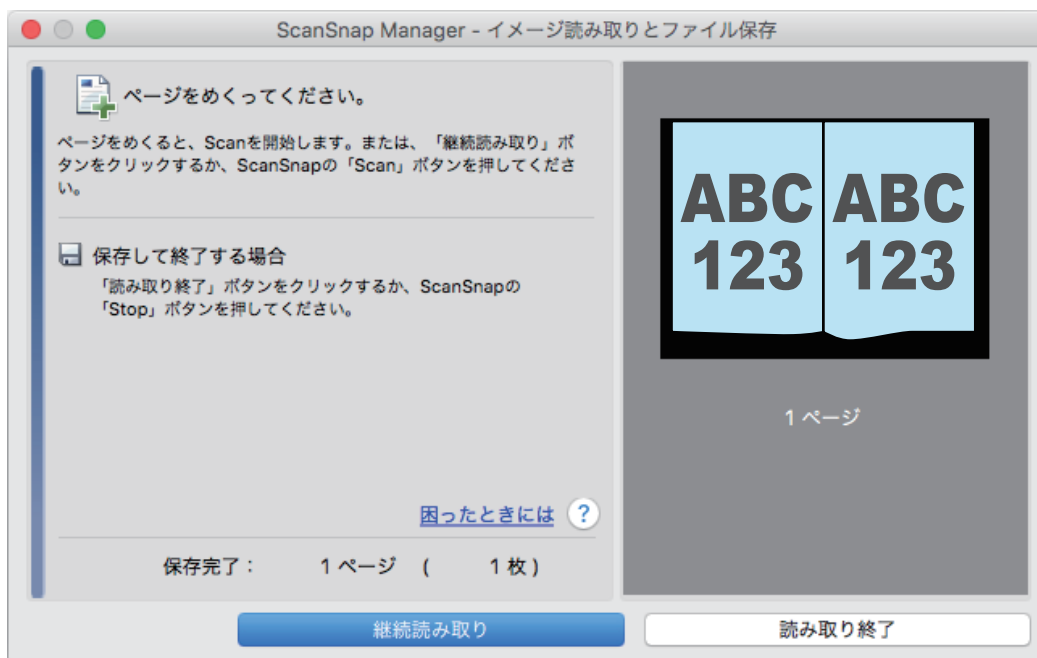 ScanSnap Manager - イメージ読み取りとファイル保存
ページをめくってください。
ページをめくると、Scanを開始します。または、「継続読み取り」ボ
タンをクリックするか、ScanSnapの「Scan」ボタンを押してくださ
い。
保存して終了する場合
「読み取り終了」ボタンをクリックするか、ScanSnapの
「Stop」ボタンを押してください。
困ったときには ?
保存完了： 1 ページ ( 1 枚 )
ABC ABC
123 123
1 ページ
継続読み取り
読み取り終了